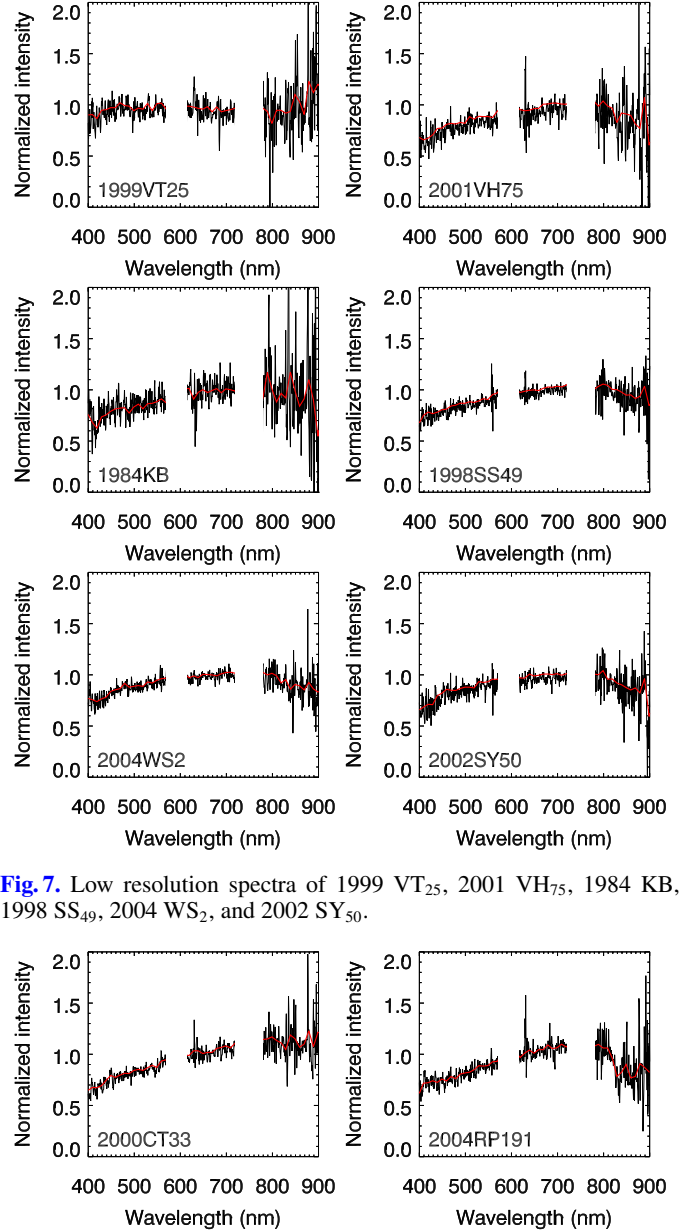 Normalized intensity
2.0
1.5
1.0
0.5
0.0
1999VT25
400 500 600 700 800 900
Wavelength (nm)
Normalized intensity
2.0
1.5
1.0
0.5
0.0
2001VH75
400 500 600 700 800 900
Wavelength (nm)
Normalized intensity
2.0
1.5
1.0
0.5
0.0
1984KB
400 500 600 700 800 900
Wavelength (nm)
Normalized intensity
2.0
1.5
1.0
0.5
0.0
1998SS49
400 500 600 700 800 900
Wavelength (nm)
Normalized intensity
2.0
1.5
1.0
0.5
0.0
2004WS2
400 500 600 700 800 900
Wavelength (nm)
Normalized intensity
2.0
1.5
1.0
0.5
0.0
2002SY50
400 500 600 700 800 900
Wavelength (nm)
Fig. 7. Low resolution spectra of 1999 VT25, 2001 VH75, 1984 KB,
1998 SS49, 2004 WS2, and 2002 SY50.
Normalized intensity
2.0
1.5
1.0
0.5
0.0
2000CT33
400 500 600 700 800 900
Wavelength (nm)
Normalized intensity
2.0
1.5
1.0
0.5
0.0
2004RP191
400 500 600 700 800 900
Wavelength (nm)